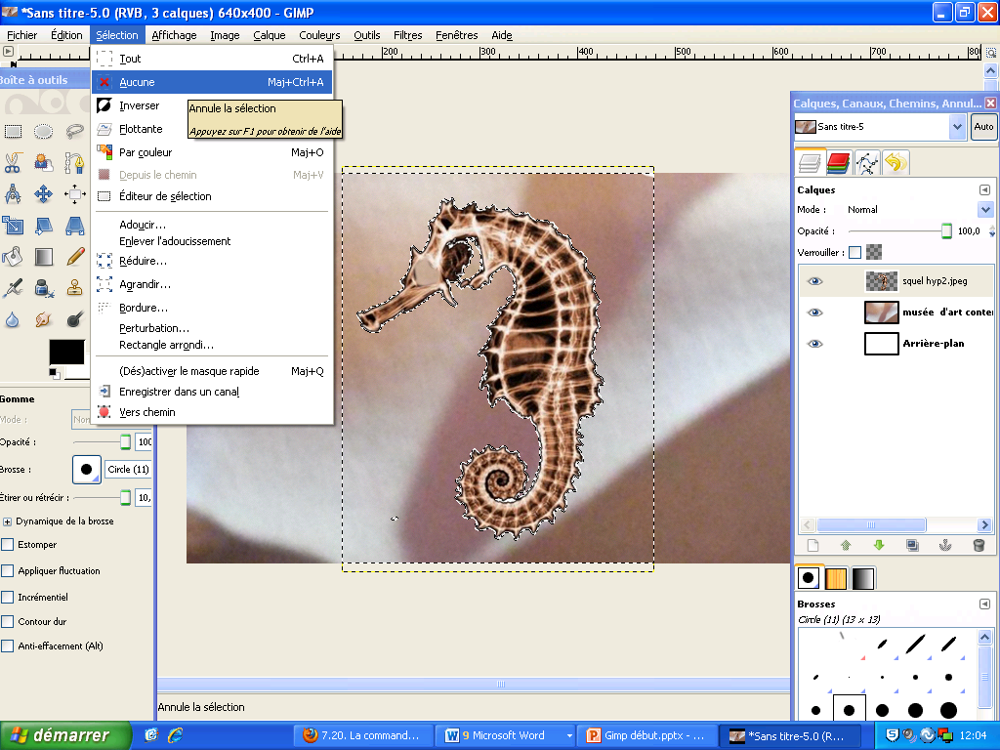 *Sans titre-5.0 (RVB, 3 calques) 640x400 – GIMP
Fichier Édition Sélection Affichage Image Calque Couleurs Outils Filtres Fenêtres Aide
200 300 400 500 600 700 800
Boîte à outils
Tout Ctrl+A
Aucune Maj+Ctrl+A
Inverser
Annule la sélection
Appuyez sur F1 pour obtenir de l'aide
Flottante
Par couleur Maj+O
Depuis le chemin Maj+V
Éditeur de sélection
Adoucir...
Enlever l'adoucissement
Réduire...
Agrandir...
Bordure...
Perturbation...
Rectangle arrondi...
(Dés)activer le masque rapide Maj+Q
Enregistrer dans un canal
Vers chemin
Gomme
Mode : Nor
Opacité : 100
Brosse : Circle (11)
Étirer ou rétrécir : 10,
Dynamique de la brosse
Estomper
Appliquer fluctuation
Incrémentiel
Contour dur
Anti-effacement (Alt)
Annule la sélection
Calques, Canaux, Chemins, Annul...
Sans titre-5 Auto
Calques
Mode : Normal
Opacité : 100,0
Verrouiller :
squel hyp2.jpeg
musée d'art conter
Arrière-plan
Brosses
Circle (11) (13 x 13)
démarrer
7.20. La command...
9 Microsoft Word
Gimp début.pptx - ...
*Sans titre-5.0 (R...
12:04